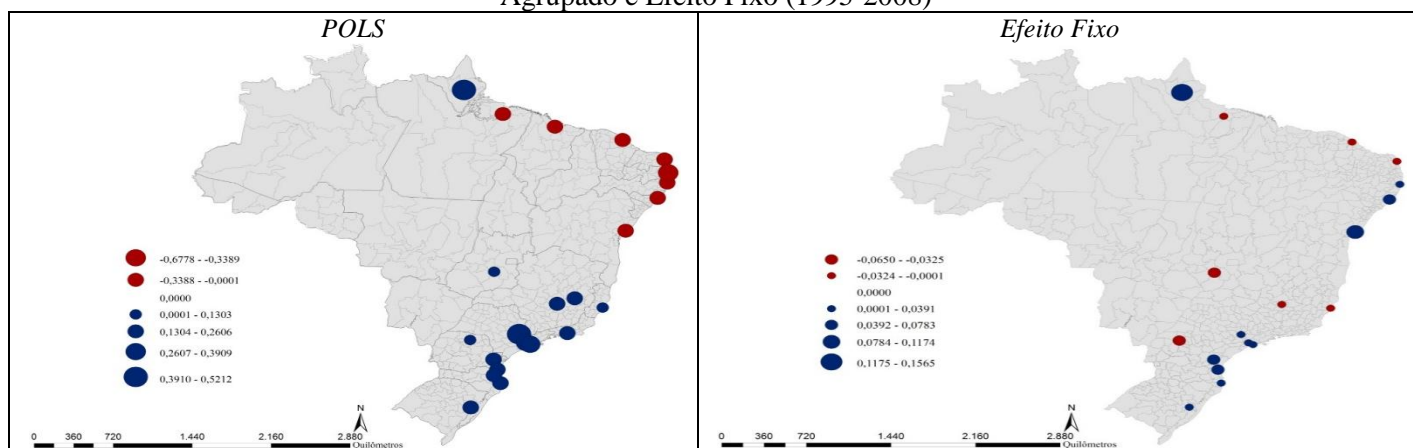 Agrupado e Efeito Fixo (1995-2008)
POLS
-0,6778 - -0,3389
-0,3388 - -0,0001
0,0000
0,0001 - 0,1303
0,1304 - 0,2606
0,2607 - 0,3909
0,3910 - 0,5212
N
0 360 720 1.440 2.160 2.880
Quilômetros
Efeito Fixo
-0,0650 - -0,0325
-0,0324 - -0,0001
0,0000
0,0001 - 0,0391
0,0392 - 0,0783
0,0784 - 0,1174
0,1175 - 0,1565
N
0 360 720 1.440 2.160 2.880
Quilômetros